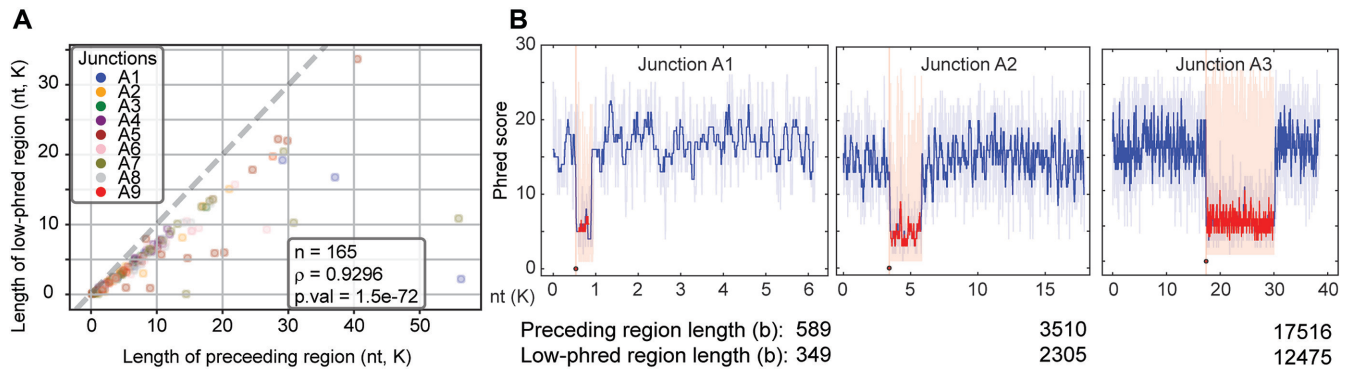 A
Length of low-phred region (nt, K)
30
20
10
0
Junctions
A1
A2
A3
A4
A5
A6
A7
A8
A9
n = 165
ρ = 0.9296
p.val = 1.5e-72
0 10 20 30 40 50
Length of preceeding region (nt, K)
B
Phred score
30
20
10
0
Junction A1
Junction A2
Junction A3
nt (K)
0 1 2 3 4 5 6
0 5 10 15
0 10 20 30 40
Preceding region length (b): 589 3510 17516
Low-phred region length (b): 349 2305 12475